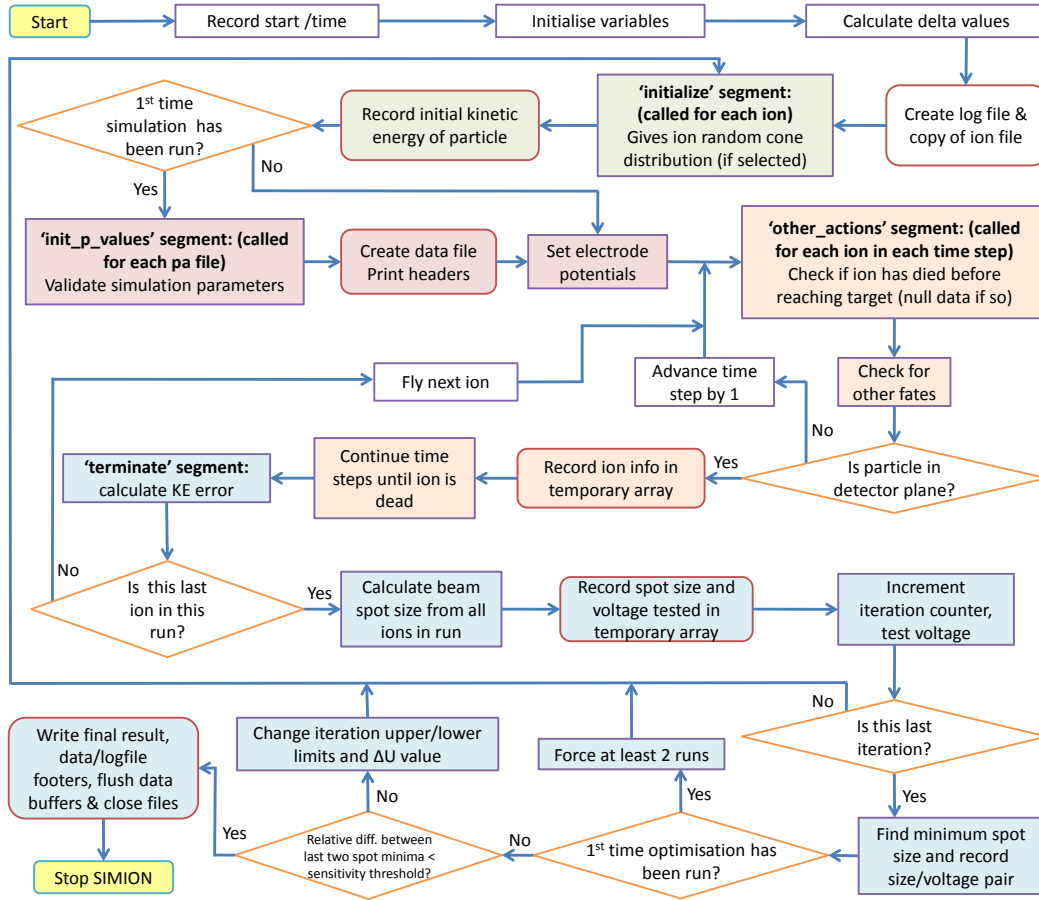 Start
Record start /time
Initialise variables
Calculate delta values
1st time
simulation has
been run?
Record initial kinetic
energy of particle
'initialize' segment:
(called for each ion)
Gives ion random cone
distribution (if selected)
Create log file &
copy of ion file
No
Yes
'init_p_values' segment: (called
for each pa file)
Validate simulation parameters
Create data file
Print headers
Set electrode
potentials
'other_actions' segment: (called
for each ion in each time step)
Check if ion has died before
reaching target (null data if so)
Fly next ion
Advance time
step by 1
Check for
other fates
No
'terminate' segment:
calculate KE error
Continue time
steps until ion is
dead
Record ion info in
temporary array
Yes
Is particle in
detector plane?
No
Is this last
ion in this
run?
Yes
Calculate beam
spot size from all
ions in run
Record spot size and
voltage tested in
temporary array
Increment
iteration counter,
test voltage
No
Write final result,
data/logfile
footers, flush data
buffers & close files
Change iteration upper/lower
limits and ΔU value
Force at least 2 runs
Is this last
iteration?
No
Yes
Yes
Yes
Relative diff. between
last two spot minima <
sensitivity threshold?
No
1st time optimisation has
been run?
Find minimum spot
size and record
size/voltage pair
Stop SIMION